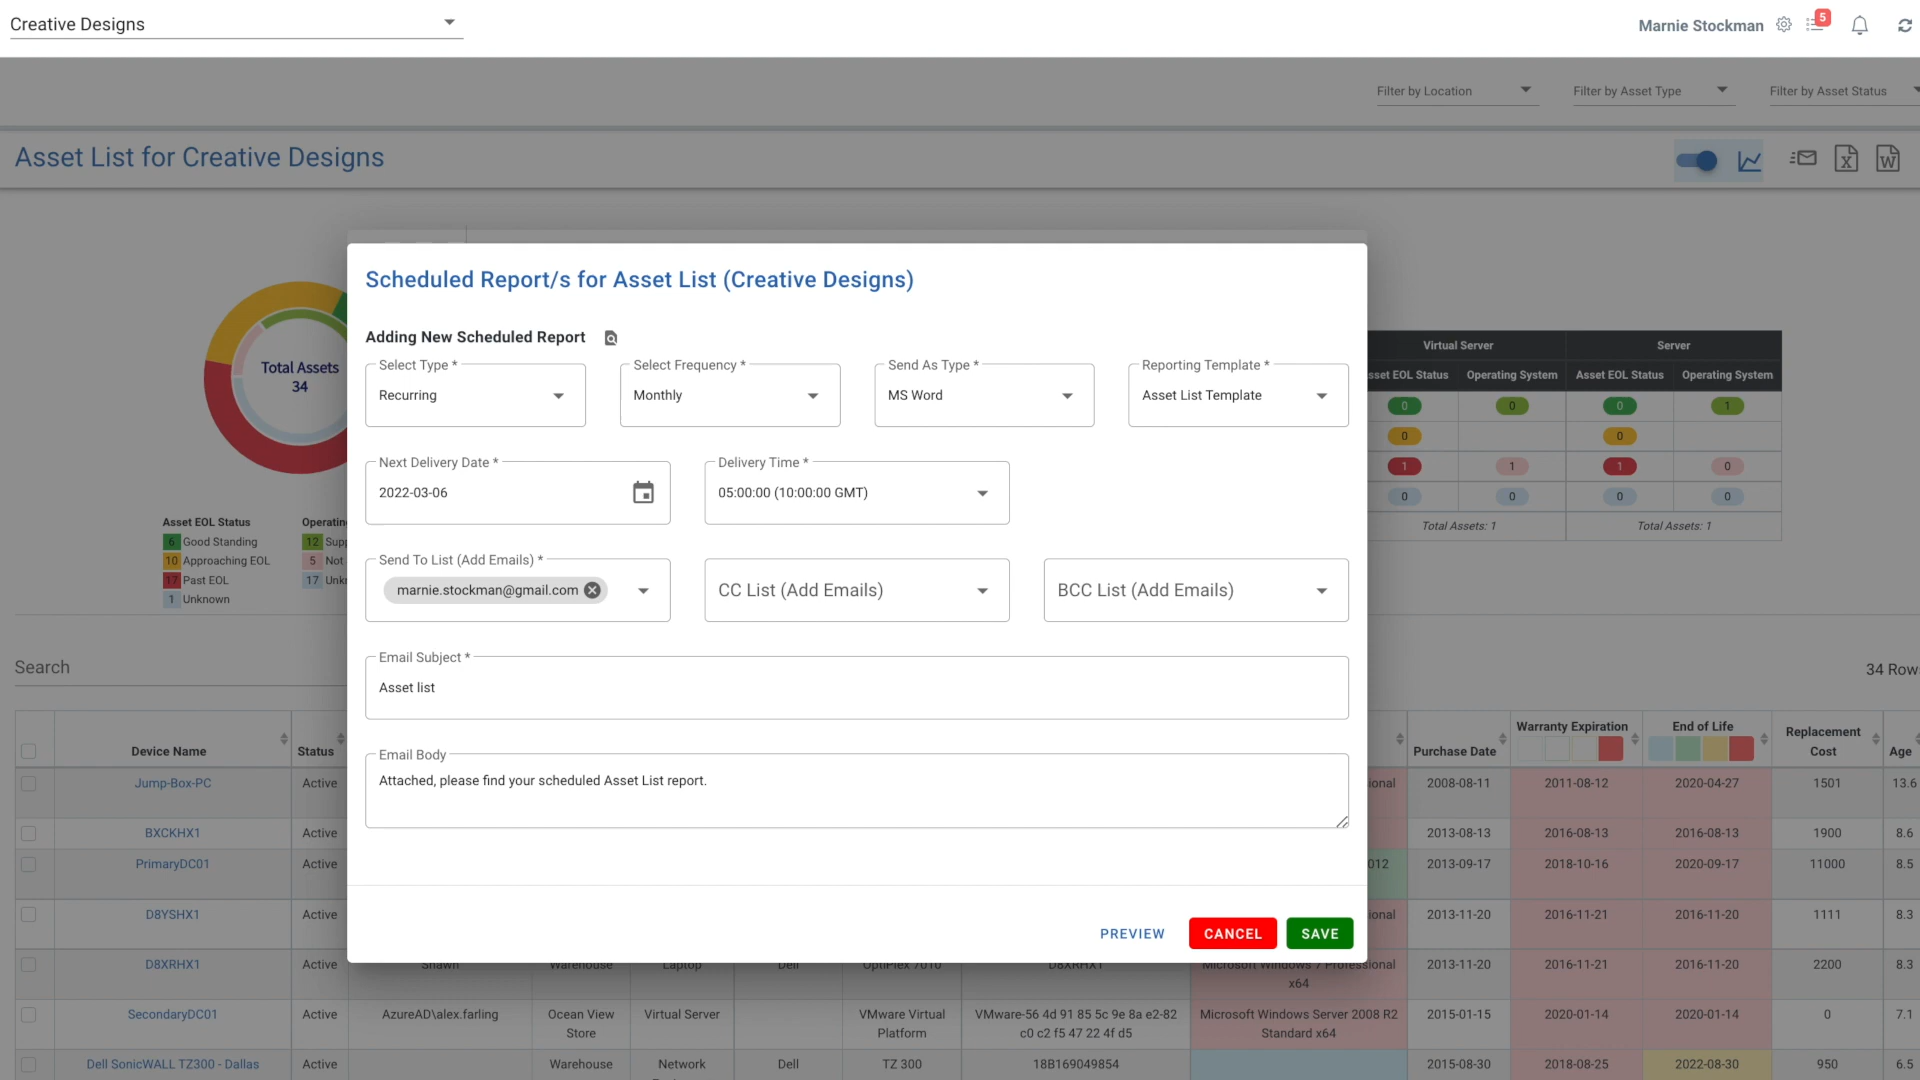 Creative Designs
Marnie Stockman
5
Filter by Location
Filter by Asset Type
Filter by Asset Status
Asset List for Creative Designs
Total Assets
34
Asset EOL Status
6 Good Standing
10 Approaching EOL
17 Past EOL
1 Unknown
12
5 Not
17
Scheduled Report/s for Asset List (Creative Designs)
Adding New Scheduled Report
Select Type *
Recurring
Select Frequency *
Monthly
Send As Type *
MS Word
Reporting Template *
Asset List Template
Next Delivery Date *
2022-03-06
Delivery Time *
05:00:00 (10:00:00 GMT)
Send To List (Add Emails) *
marnie.stockman@gmail.com
CC List (Add Emails)
BCC List (Add Emails)
Email Subject *
Asset list
Email Body
Attached, please find your scheduled Asset List report.
PREVIEW
CANCEL
SAVE
Virtual Server Server
EOL Status Operating System Asset EOL Status Operating System
0 0 0 1
0 0
1 1 1 0
0 0 0 0
Total Assets: 1 Total Assets: 1
Search
34
Device Name Status Purchase Date Warranty Expiration End of Life Replacement Cost Age
Jump-Box-PC Active 2008-08-11 2011-08-12 2020-04-27 1501 13.6
BXCKHX1 Active 2013-08-13 2016-08-13 2016-08-13 1900 8.6
PrimaryDC01 Active 2013-09-17 2018-10-16 2020-09-17 11000 8.5
D8YSHX1 Active 2013-11-20 2016-11-21 2016-11-20 1111 8.3
D8XRHX1 Active Shawn Warehouse Laptop Dell OptiPlex 7010 D8XRHX1 Microsoft Windows 7 Professional x64 2013-11-20 2016-11-21 2016-11-20 2200 8.3
SecondaryDC01 Active AzureAD\alex.farling Ocean View Store Virtual Server VMware Virtual Platform VMware-56 4d 91 85 5c 9e 8a e2-82 c0 c2 f5 47 22 4f d5 Microsoft Windows Server 2008 R2 Standard x64 2015-01-15 2020-01-14 2020-01-14 0 7.1
Dell SonicWALL TZ300 - Dallas Active Warehouse Network Dell TZ 300 18B169049854 2015-08-30 2018-08-25 2022-08-30 950 6.5